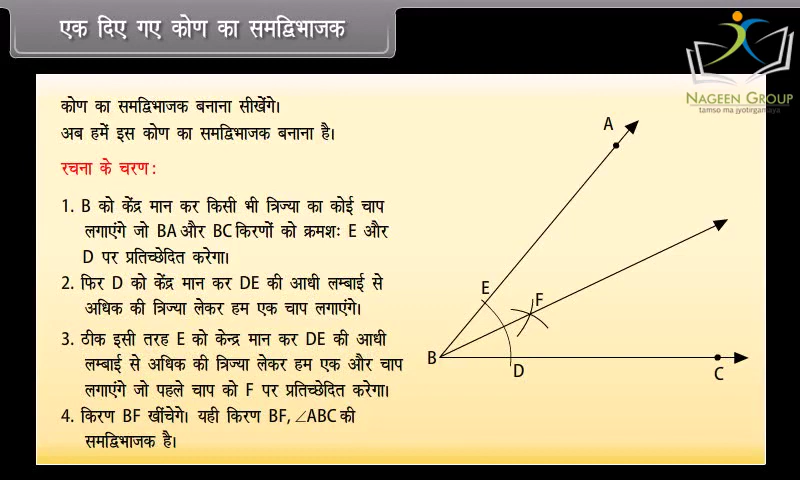 एक दिए गए कोण का समद्विभाजक
NAGEEN GROUP
tamso ma jyotirgamaya
कोण का समद्विभाजक बनाना सीखेंगे।
अब हमें इस कोण का समद्विभाजक बनाना है।
रचना के चरण:
1. B को केंद्र मान कर किसी भी त्रिज्या का कोई चाप
लगाएंगे जो BA और BC किरणों को क्रमशः E और
D पर प्रतिच्छेदित करेगा।
2. फिर D को केंद्र मान कर DE की आधी लम्बाई से
अधिक की त्रिज्या लेकर हम एक चाप लगाएंगे।
3. ठीक इसी तरह E को केन्द्र मान कर DE की आधी
लम्बाई से अधिक की त्रिज्या लेकर हम एक और चाप
लगाएंगे जो पहले चाप को F पर प्रतिच्छेदित करेगा।
4. किरण BF खींचेगे। यही किरण BF, ∠ABC की
समद्विभाजक है।
A
E
F
B
D
C